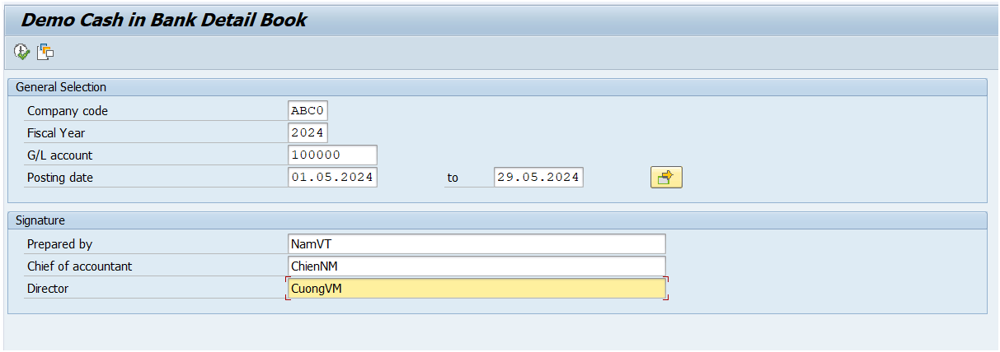 Demo Cash in Bank Detail Book
General Selection
Company code ABC0
Fiscal Year 2024
G/L account 100000
Posting date 01.05.2024 to 29.05.2024
Signature
Prepared by NamVT
Chief of accountant ChienNM
Director CuongVM